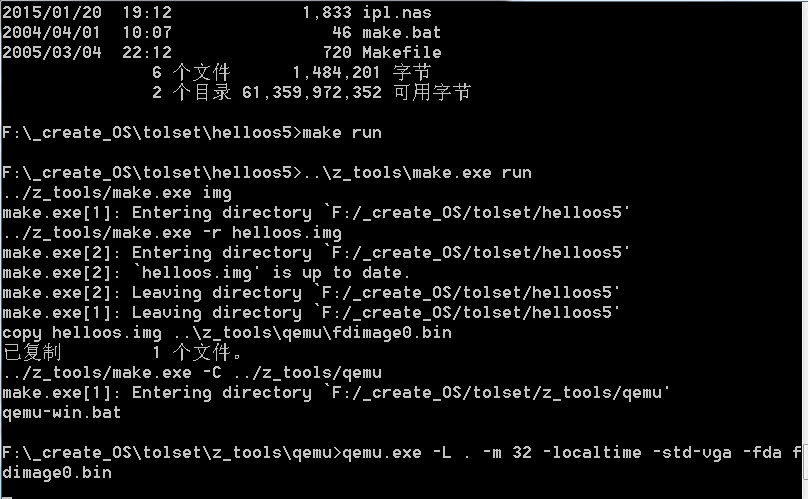 2015/01/20  19:12             1,833 ipl.nas
2004/04/01  10:07                46 make.bat
2005/03/04  22:12               720 Makefile
               6 个文件      1,484,201 字节
               2 个目录 61,359,972,352 可用字节
F:\_create_OS\tolset\helloos5>make run
F:\_create_OS\tolset\helloos5>..\z_tools\make.exe run
../z_tools/make.exe img
make.exe[1]: Entering directory `F:/_create_OS/tolset/helloos5'
../z_tools/make.exe -r helloos.img
make.exe[2]: Entering directory `F:/_create_OS/tolset/helloos5'
make.exe[2]: `helloos.img' is up to date.
make.exe[2]: Leaving directory `F:/_create_OS/tolset/helloos5'
make.exe[1]: Leaving directory `F:/_create_OS/tolset/helloos5'
copy helloos.img ..\z_tools\qemu\fdimage0.bin
已复制         1 个文件。
../z_tools/make.exe -C ../z_tools/qemu
make.exe[1]: Entering directory `F:/_create_OS/tolset/z_tools/qemu'
qemu-win.bat
F:\_create_OS\tolset\z_tools\qemu>qemu.exe -L . -m 32 -localtime -std-vga -fda f
dimage0.bin